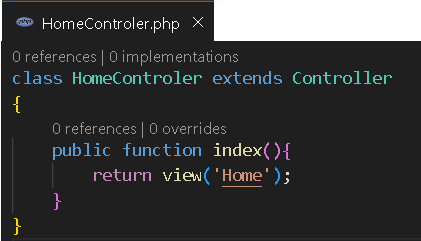 php HomeControler.php ×
0 references | 0 implementations
class HomeControler extends Controller
{
0 references | 0 overrides
public function index(){
return view('Home');
}
}